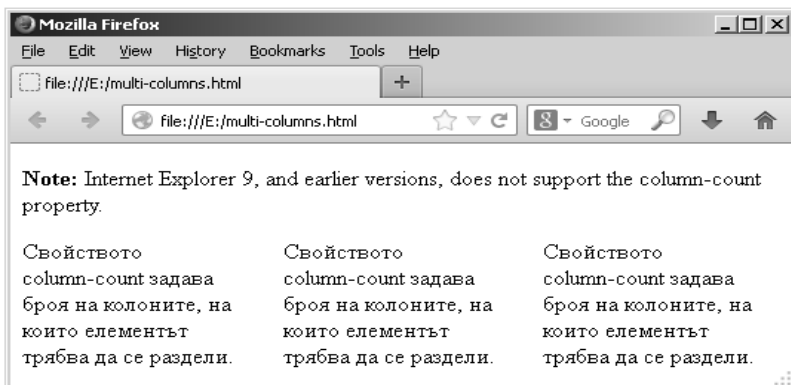 Mozilla Firefox
File Edit View History Bookmarks Tools Help
file:///E:/multi-columns.html
file:///E:/multi-columns.html
8 Google
Note: Internet Explorer 9, and earlier versions, does not support the column-count
property.
Свойството
column-count задава
броя на колоните, на
които елементът
трябва да се раздели.
Свойството
column-count задава
броя на колоните, на
които елементът
трябва да се раздели.
Свойството
column-count задава
броя на колоните, на
които елементът
трябва да се раздели.